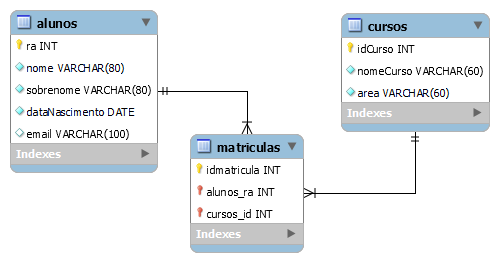 alunos
ra INT
nome VARCHAR(80)
sobrenome VARCHAR(80)
dataNascimento DATE
email VARCHAR(100)
Indexes
cursos
idCurso INT
nomeCurso VARCHAR(60)
area VARCHAR(60)
Indexes
matriculas
idmatricula INT
alunos_ra INT
cursos_id INT
Indexes